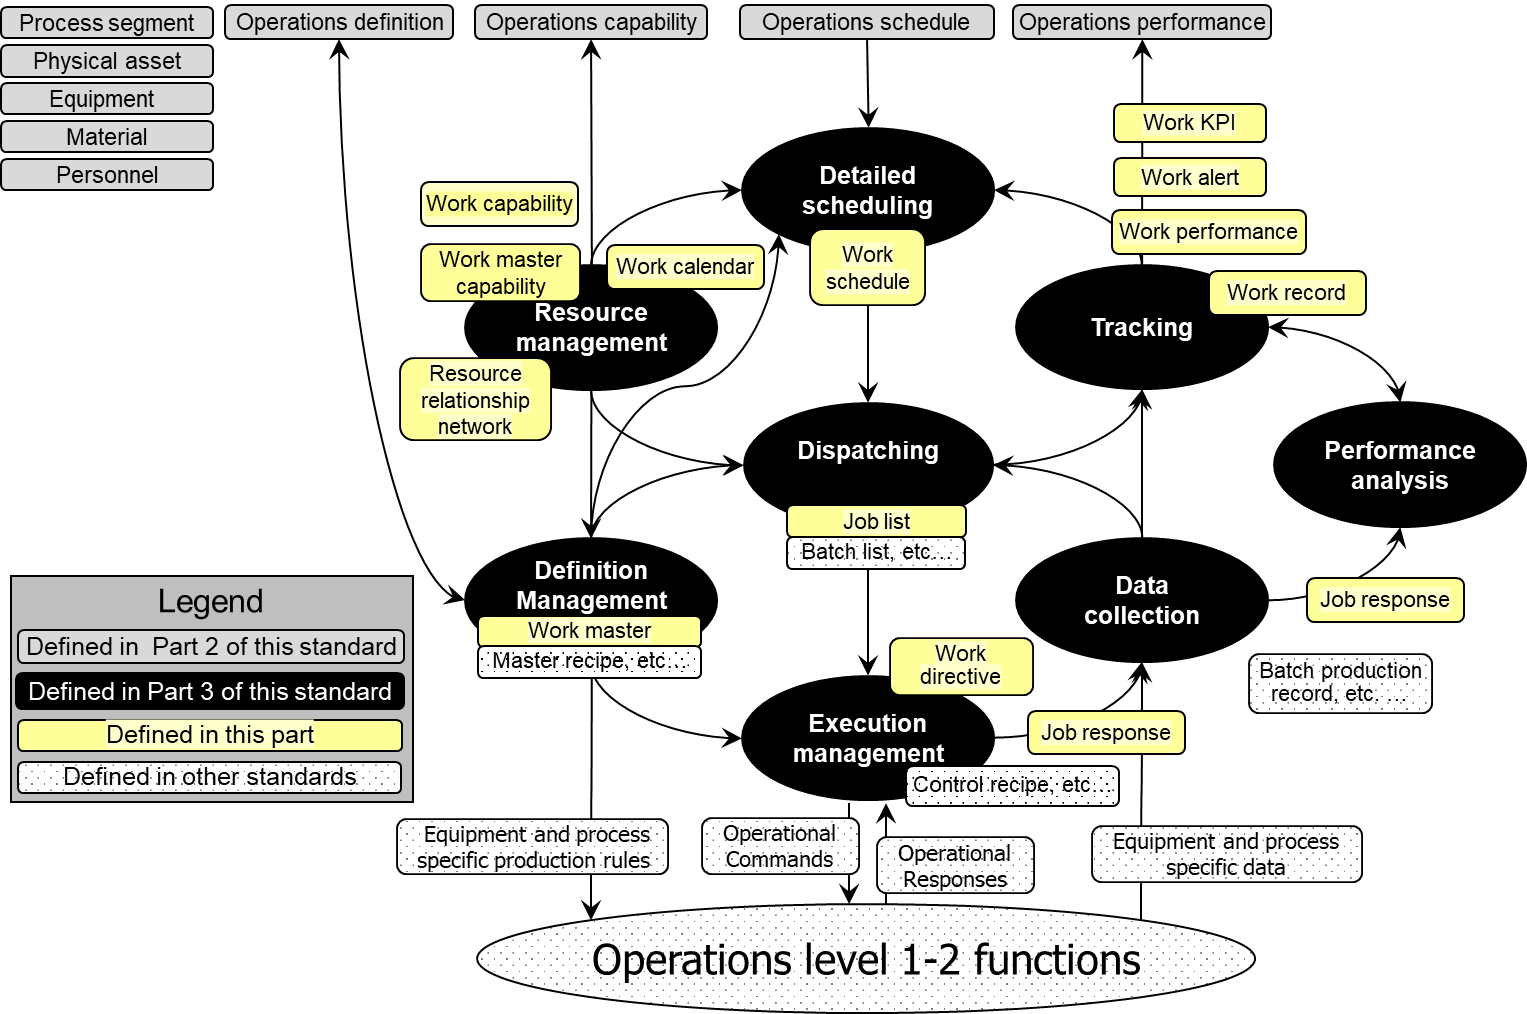 Process segment
Operations definition
Operations capability
Operations schedule
Operations performance
Physical asset
Equipment
Material
Personnel
Work KPI
Work alert
Work performance
Detailed
scheduling
Work capability
Work master
capability
Work calendar
Work
schedule
Resource
management
Work record
Tracking
Resource
relationship
network
Dispatching
Performance
analysis
Job list
Batch list, etc…
Definition
Management
Work master
Master recipe, etc…
Data
collection
Job response
Legend
Defined in  Part 2 of this standard
Defined in Part 3 of this standard
Defined in this part
Defined in other standards
Work
directive
Batch production
record, etc. …
Execution
management
Job response
Control recipe, etc…
Equipment and process
specific production rules
Operational
Commands
Operational
Responses
Equipment and process
specific data
Operations level 1-2 functions